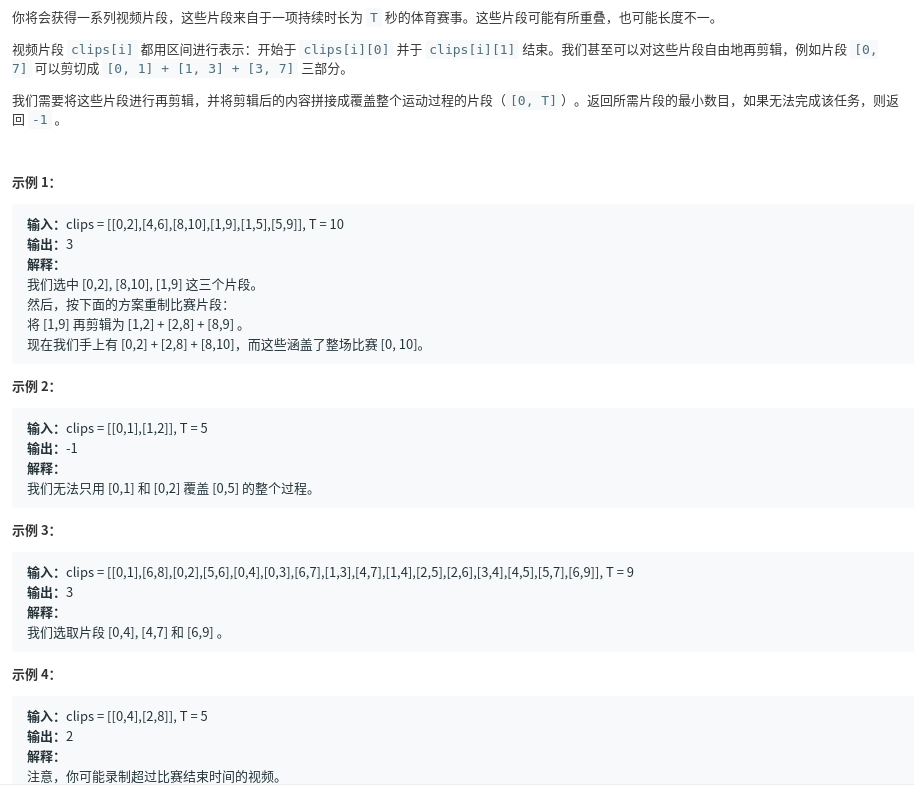 你将会获得一系列视频片段，这些片段来自于一项持续时长为 T 秒的体育赛事。这些片段可能有所重叠，也可能长度不一。
视频片段 clips[i] 都用区间进行表示：开始于 clips[i][0] 并于 clips[i][1] 结束。我们甚至可以对这些片段自由地再剪辑，例如片段 [0,
7] 可以剪切成 [0, 1] + [1, 3] + [3, 7] 三部分。
我们需要将这些片段进行再剪辑，并将剪辑后的内容拼接成覆盖整个运动过程的片段（[0, T]）。返回所需片段的最小数目，如果无法完成该任务，则返
回 -1 。
示例 1：
输入：clips = [[0,2],[4,6],[8,10],[1,9],[1,5],[5,9]], T = 10
输出：3
解释：
我们选中 [0,2], [8,10], [1,9] 这三个片段。
然后，按下面的方案重制比赛片段：
将 [1,9] 再剪辑为 [1,2] + [2,8] + [8,9] 。
现在我们手上有 [0,2] + [2,8] + [8,10]，而这些涵盖了整场比赛 [0, 10]。
示例 2：
输入：clips = [[0,1],[1,2]], T = 5
输出：-1
解释：
我们无法只用 [0,1] 和 [0,2] 覆盖 [0,5] 的整个过程。
示例 3：
输入：clips = [[0,1],[6,8],[0,2],[5,6],[0,4],[0,3],[6,7],[1,3],[4,7],[1,4],[2,5],[2,6],[3,4],[4,5],[5,7],[6,9]], T = 9
输出：3
解释：
我们选取片段 [0,4], [4,7] 和 [6,9] 。
示例 4：
输入：clips = [[0,4],[2,8]], T = 5
输出：2
解释：
注意，你可能录制超过比赛结束时间的视频。